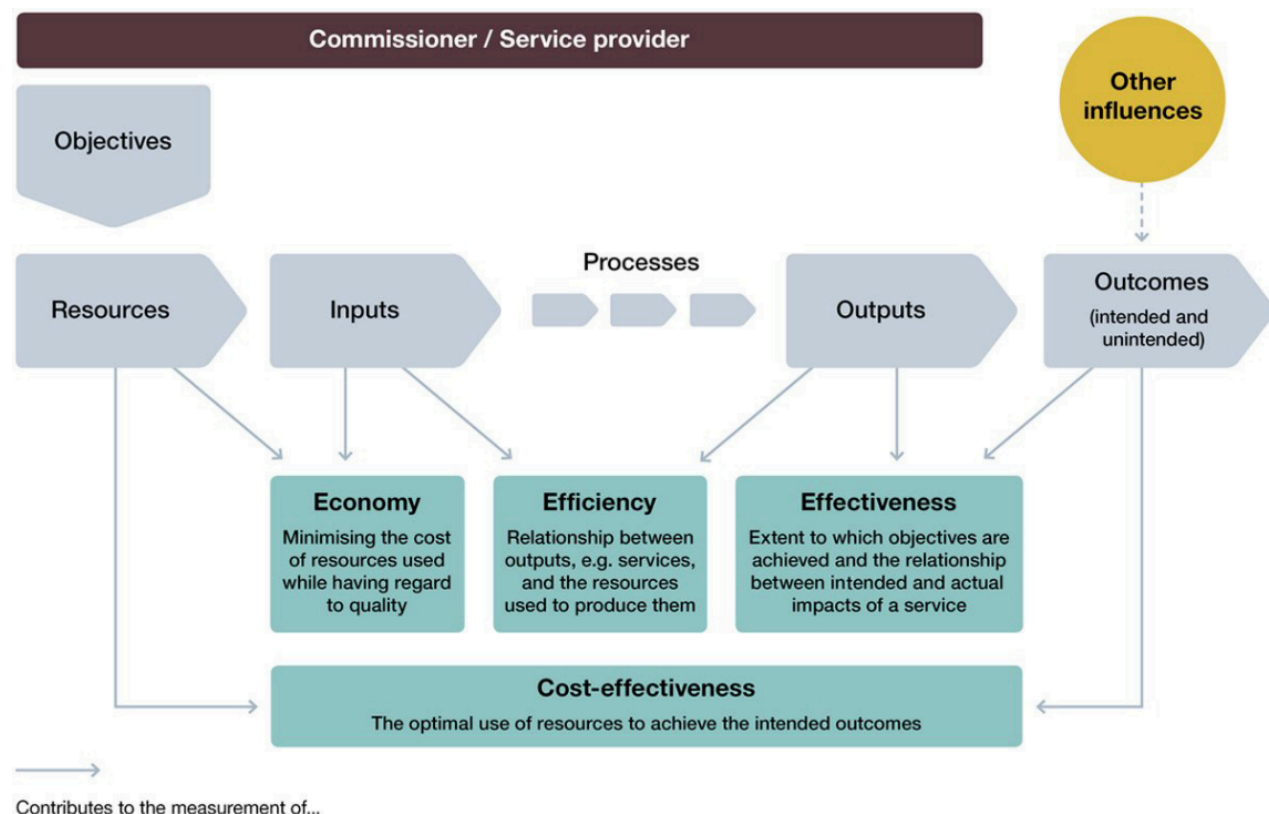 Commissioner / Service provider
Other
influences
Objectives
Resources
Inputs
Processes
Outputs
Outcomes
(intended and
unintended)
Economy
Minimising the cost
of resources used
while having regard
to quality
Efficiency
Relationship between
outputs, e.g. services,
and the resources
used to produce them
Effectiveness
Extent to which objectives are
achieved and the relationship
between intended and actual
impacts of a service
Cost-effectiveness
The optimal use of resources to achieve the intended outcomes
Contributes to the measurement of...